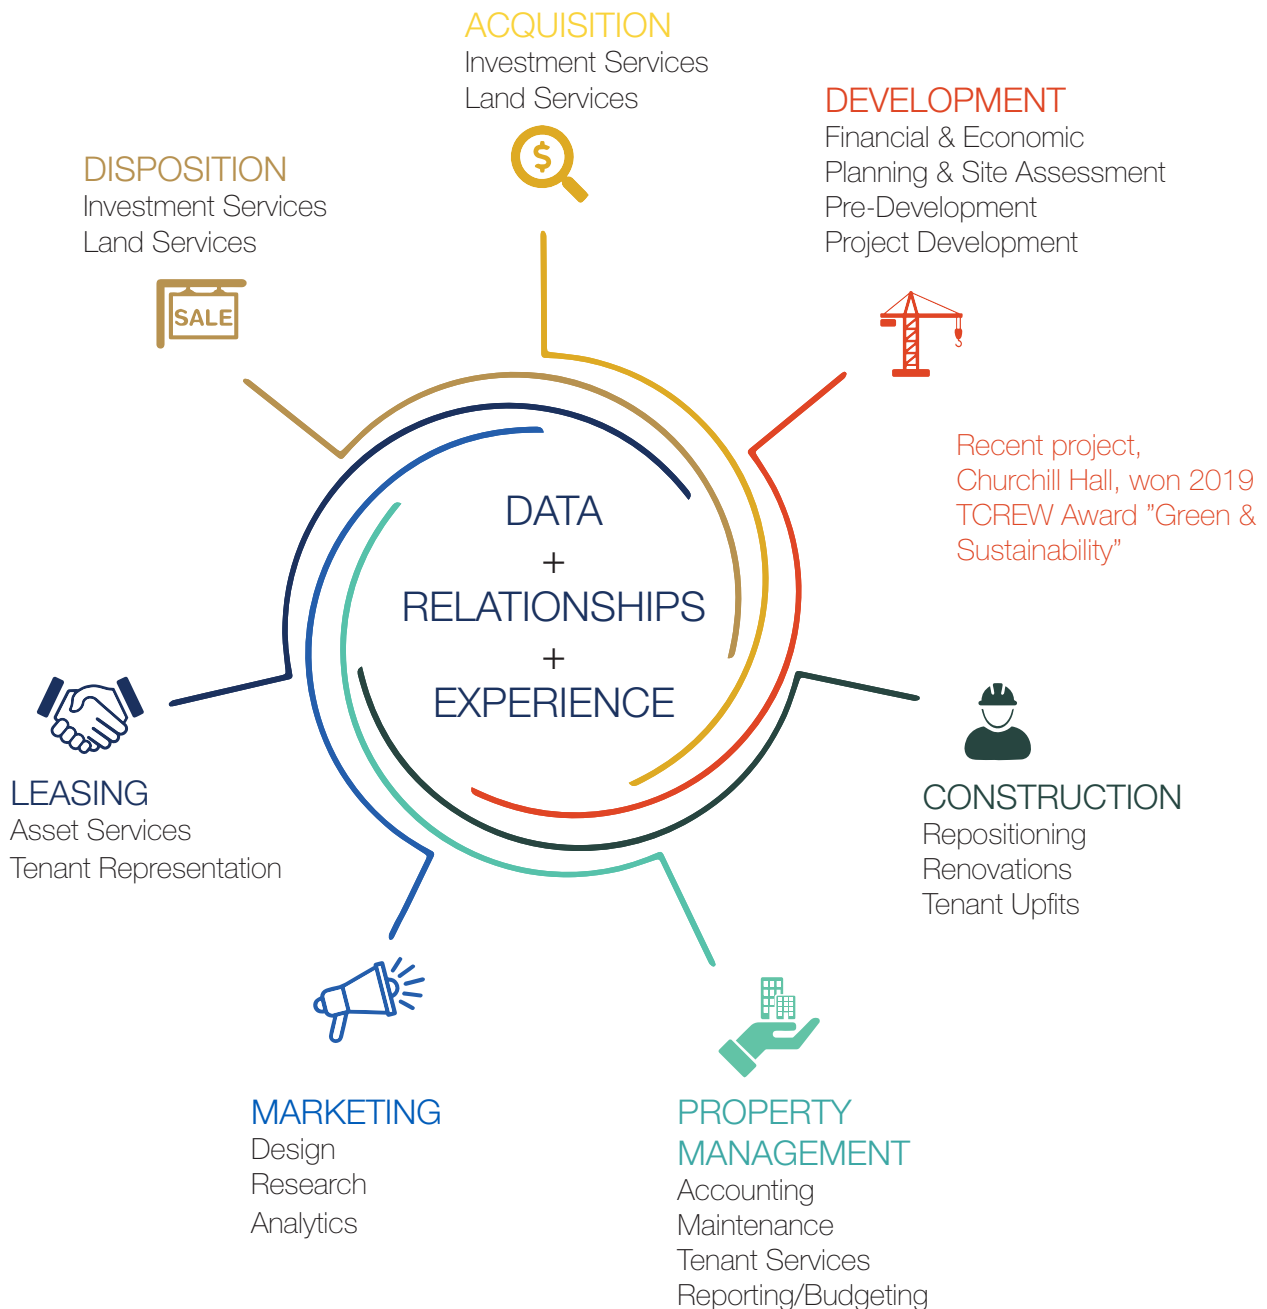 ACQUISITION
Investment Services
Land Services
DEVELOPMENT
Financial & Economic
Planning & Site Assessment
Pre-Development
Project Development
DISPOSITION
Investment Services
Land Services
SALE
Recent project,
Churchill Hall, won 2019
TCREW Award ”Green &
Sustainability”
DATA
+
RELATIONSHIPS
+
EXPERIENCE
LEASING
Asset Services
Tenant Representation
CONSTRUCTION
Repositioning
Renovations
Tenant Upfits
MARKETING
Design
Research
Analytics
PROPERTY
MANAGEMENT
Accounting
Maintenance
Tenant Services
Reporting/Budgeting